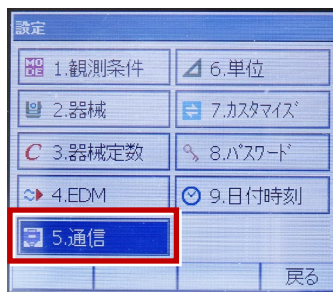 設定
MO
DE 1.観測条件
6.単位
2.器械
7.カスタマイズ
C 3.器械定数
8.パスワード
4.EDM
9.日付時刻
5.通信
戻る